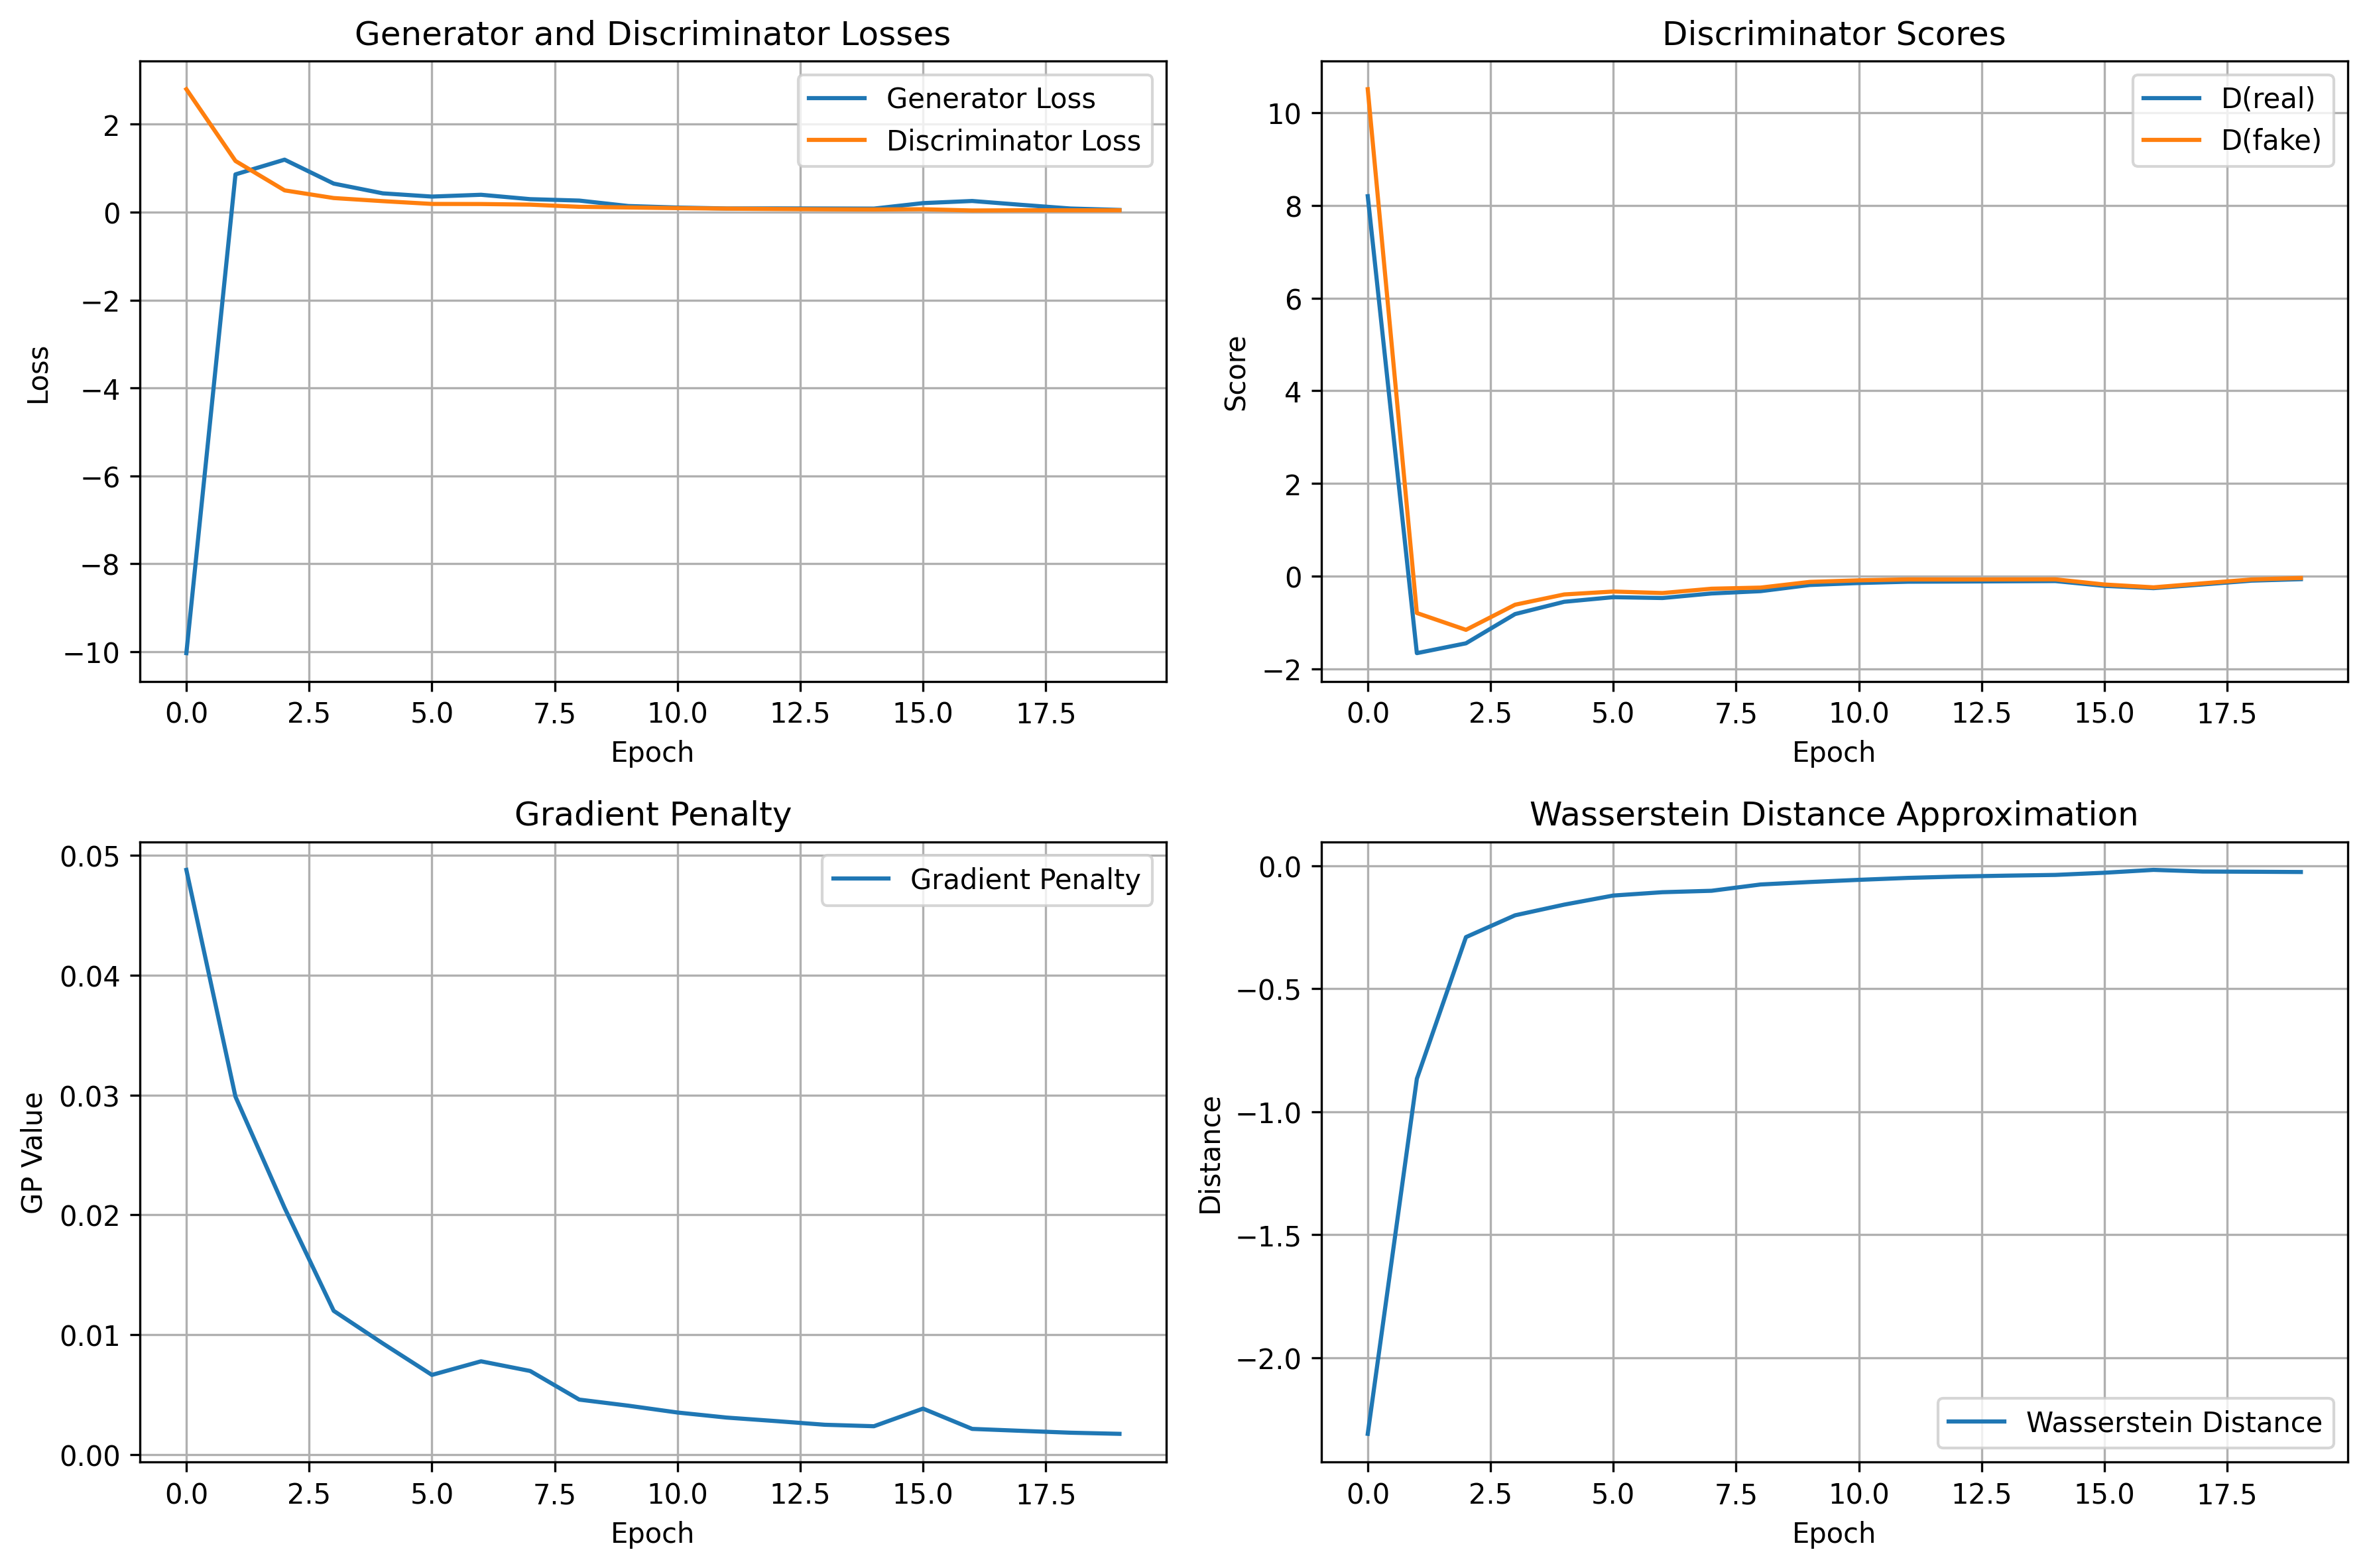 Generator and Discriminator Losses
Generator Loss
Discriminator Loss
2
0
−2
−4
−6
−8
−10
Loss
0.0 2.5 5.0 7.5 10.0 12.5 15.0 17.5
Epoch
Discriminator Scores
D(real)
D(fake)
10
8
6
4
2
0
−2
Score
0.0 2.5 5.0 7.5 10.0 12.5 15.0 17.5
Epoch
Gradient Penalty
Gradient Penalty
0.05
0.04
0.03
0.02
0.01
0.00
GP Value
0.0 2.5 5.0 7.5 10.0 12.5 15.0 17.5
Epoch
Wasserstein Distance Approximation
0.0
−0.5
−1.0
−1.5
−2.0
Distance
Wasserstein Distance
0.0 2.5 5.0 7.5 10.0 12.5 15.0 17.5
Epoch